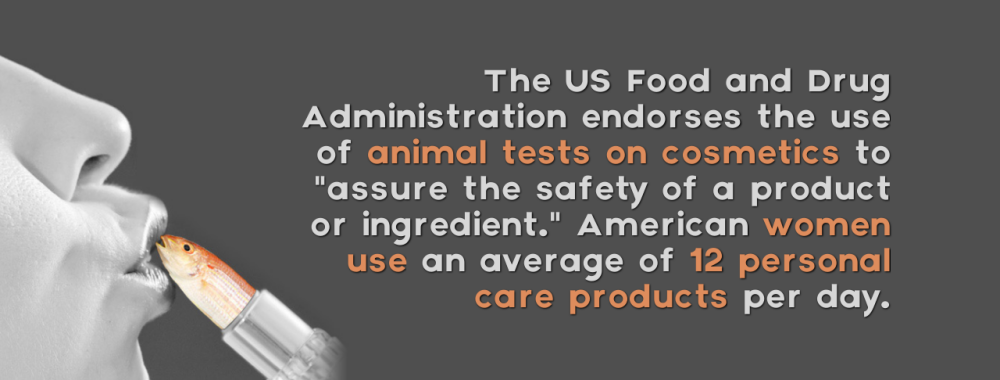 The US Food and Drug
Administration endorses the use
of animal tests on cosmetics to
"assure the safety of a product
or ingredient." American women
use an average of 12 personal
care products per day.